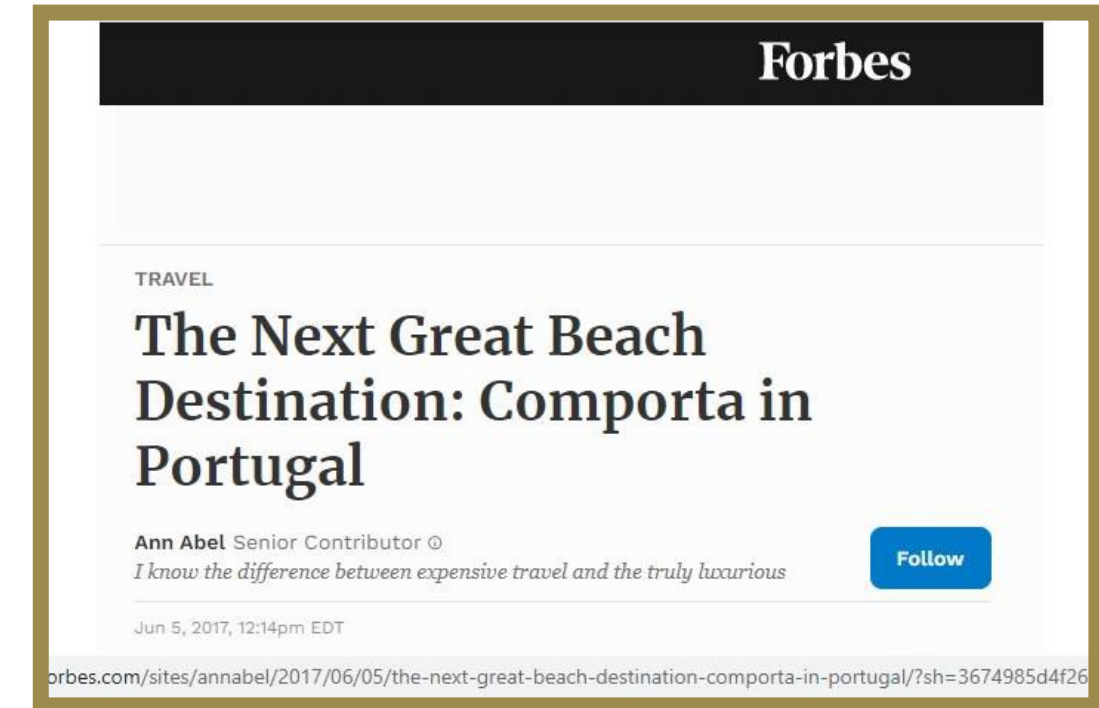 Forbes
TRAVEL
The Next Great Beach
Destination: Comporta in
Portugal
Ann Abel Senior Contributor
I know the difference between expensive travel and the truly luxurious
Follow
Jun 5, 2017, 12:14pm EDT
orbes.com/sites/annabel/2017/06/05/the-next-great-beach-destination-comporta-in-portugal/?sh=3674985d4f26